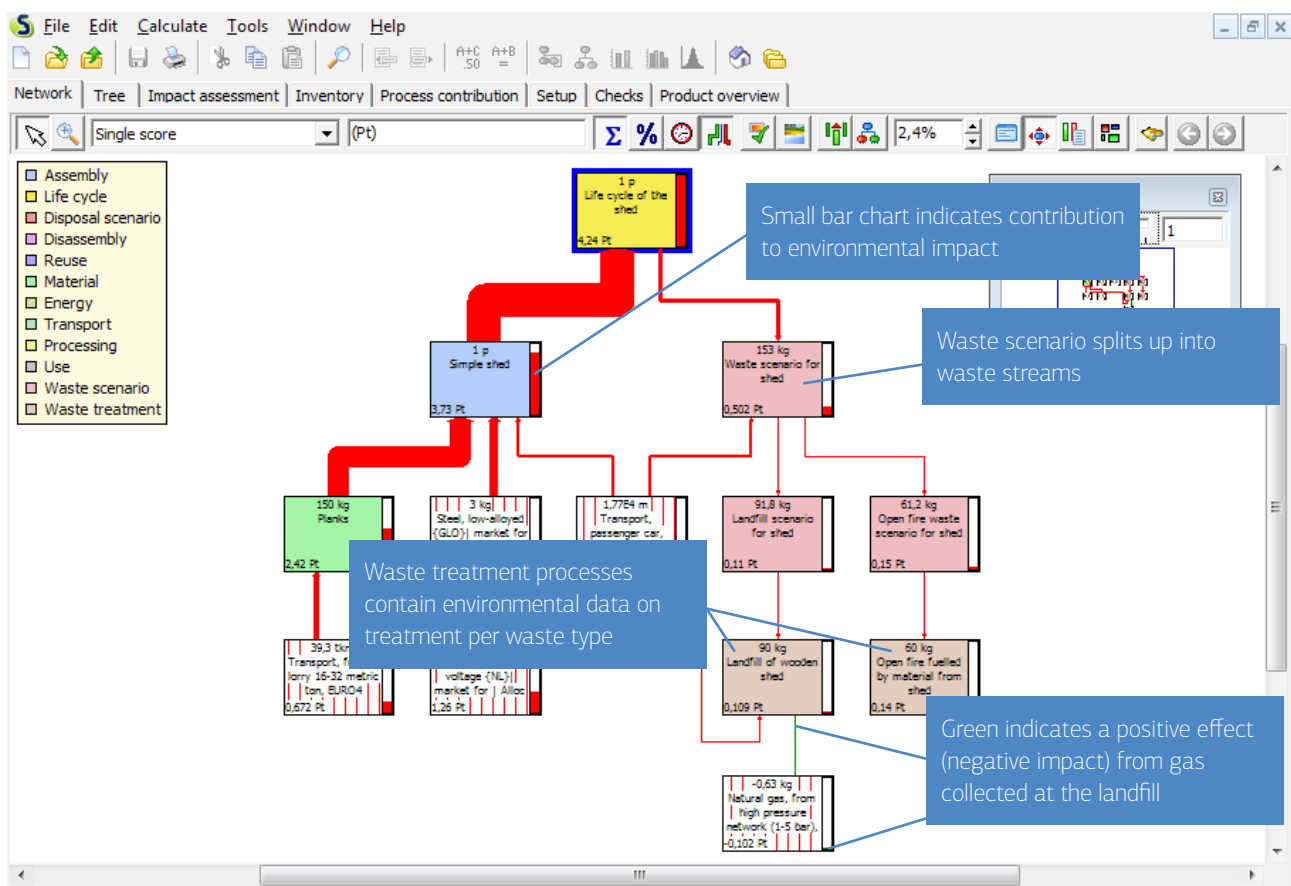 File Edit Calculate Tools Window Help
A+C
.50
A+B
=
Network Tree Impact assessment Inventory Process contribution Setup Checks Product overview
Single score (Pt) Σ % 2,4%
Assembly
Life cycle
Disposal scenario
Disassembly
Reuse
Material
Energy
Transport
Processing
Use
Waste scenario
Waste treatment
1 p
Life cycle of the
shed
4,24 Pt
Small bar chart indicates contribution
to environmental impact
1
1 p
Simple shed
3,73 Pt
153 kg
Waste scenario for
shed
0,502 Pt
Waste scenario splits up into
waste streams
150 kg
Planks
2,42 Pt
3 kg
Steel, low-alloyed
{GLO}| market for
1,77E4 m
Transport,
passenger car,
91,8 kg
Landfill scenario
for shed
0,11 Pt
61,2 kg
Open fire waste
scenario for shed
0,15 Pt
Waste treatment processes
contain environmental data on
treatment per waste type
39,3 tkm
Transport,
lorry 16-32 metric
ton, EURO4
0,672 Pt
voltage {NL}|
market for | Alloc
1,26 Pt
90 kg
Landfill of wooden
shed
0,109 Pt
60 kg
Open fire fuelled
by material from
shed
0,14 Pt
Green indicates a positive effect
(negative impact) from gas
collected at the landfill
-0,63 kg
Natural gas, from
high pressure
network (1-5 bar),
-0,102 Pt